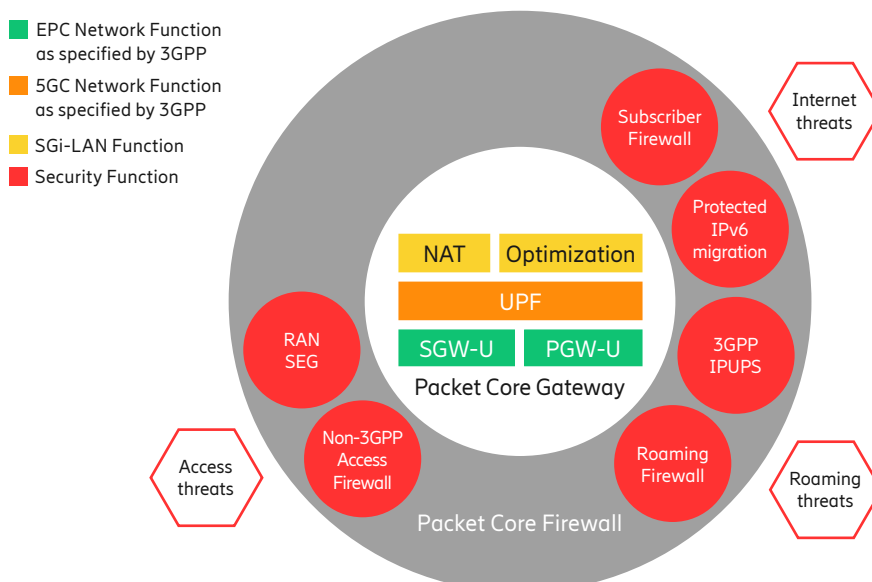 EPC Network Function
as specified by 3GPP
5GC Network Function
as specified by 3GPP
SGi-LAN Function
Security Function
Subscriber
Firewall
Internet
threats
Protected
IPv6
migration
NAT
Optimization
UPF
SGW-U
PGW-U
Packet Core Gateway
RAN
SEG
3GPP
IPUPS
Non-3GPP
Access
Firewall
Roaming
Firewall
Access
threats
Roaming
threats
Packet Core Firewall